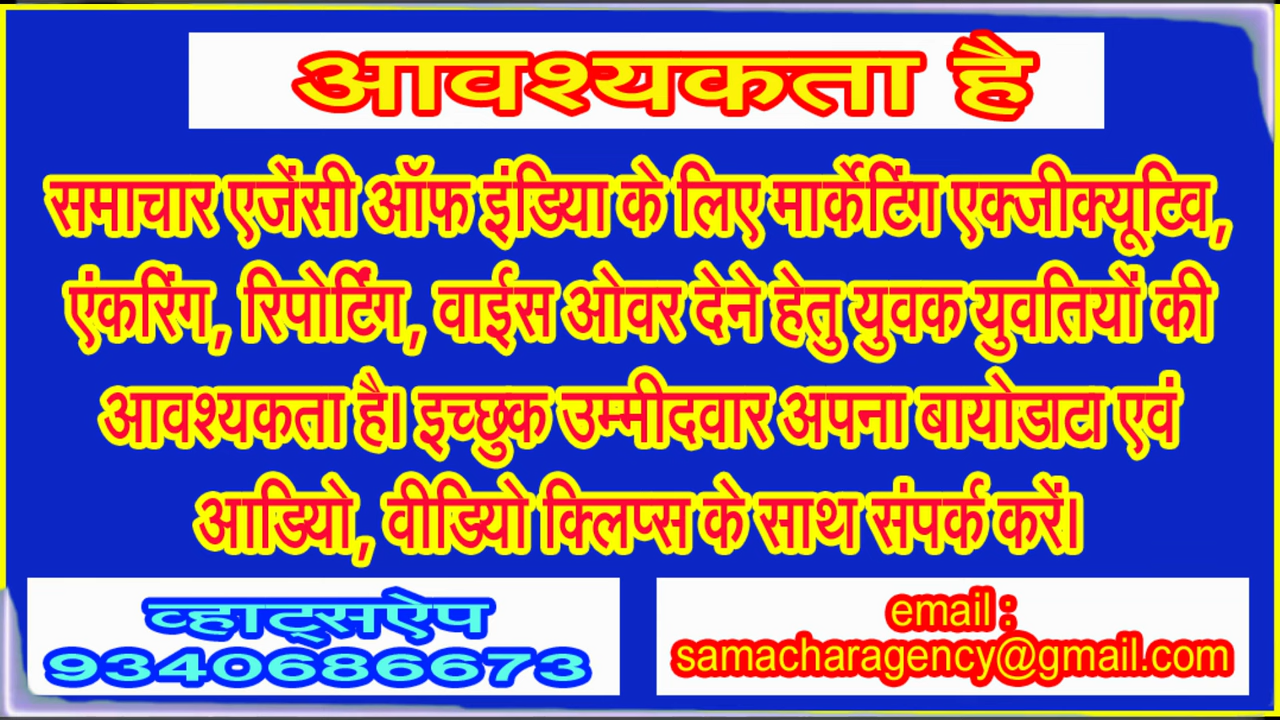 आवश्यकता है
समाचार एजेंसी ऑफ इंडिया के लिए मार्केटिंग एक्जीक्यूटिव,
एंकरिंग, रिपोर्टिंग, वाईस ओवर देने हेतु युवक युवतियों की
आवश्यकता है। इच्छुक उम्मीदवार अपना बायोडाटा एवं
आडियो, वीडियो क्लिप्स के साथ संपर्क करें।
व्हाट्सऐप
9340686673
email :
samacharagency@gmail.com